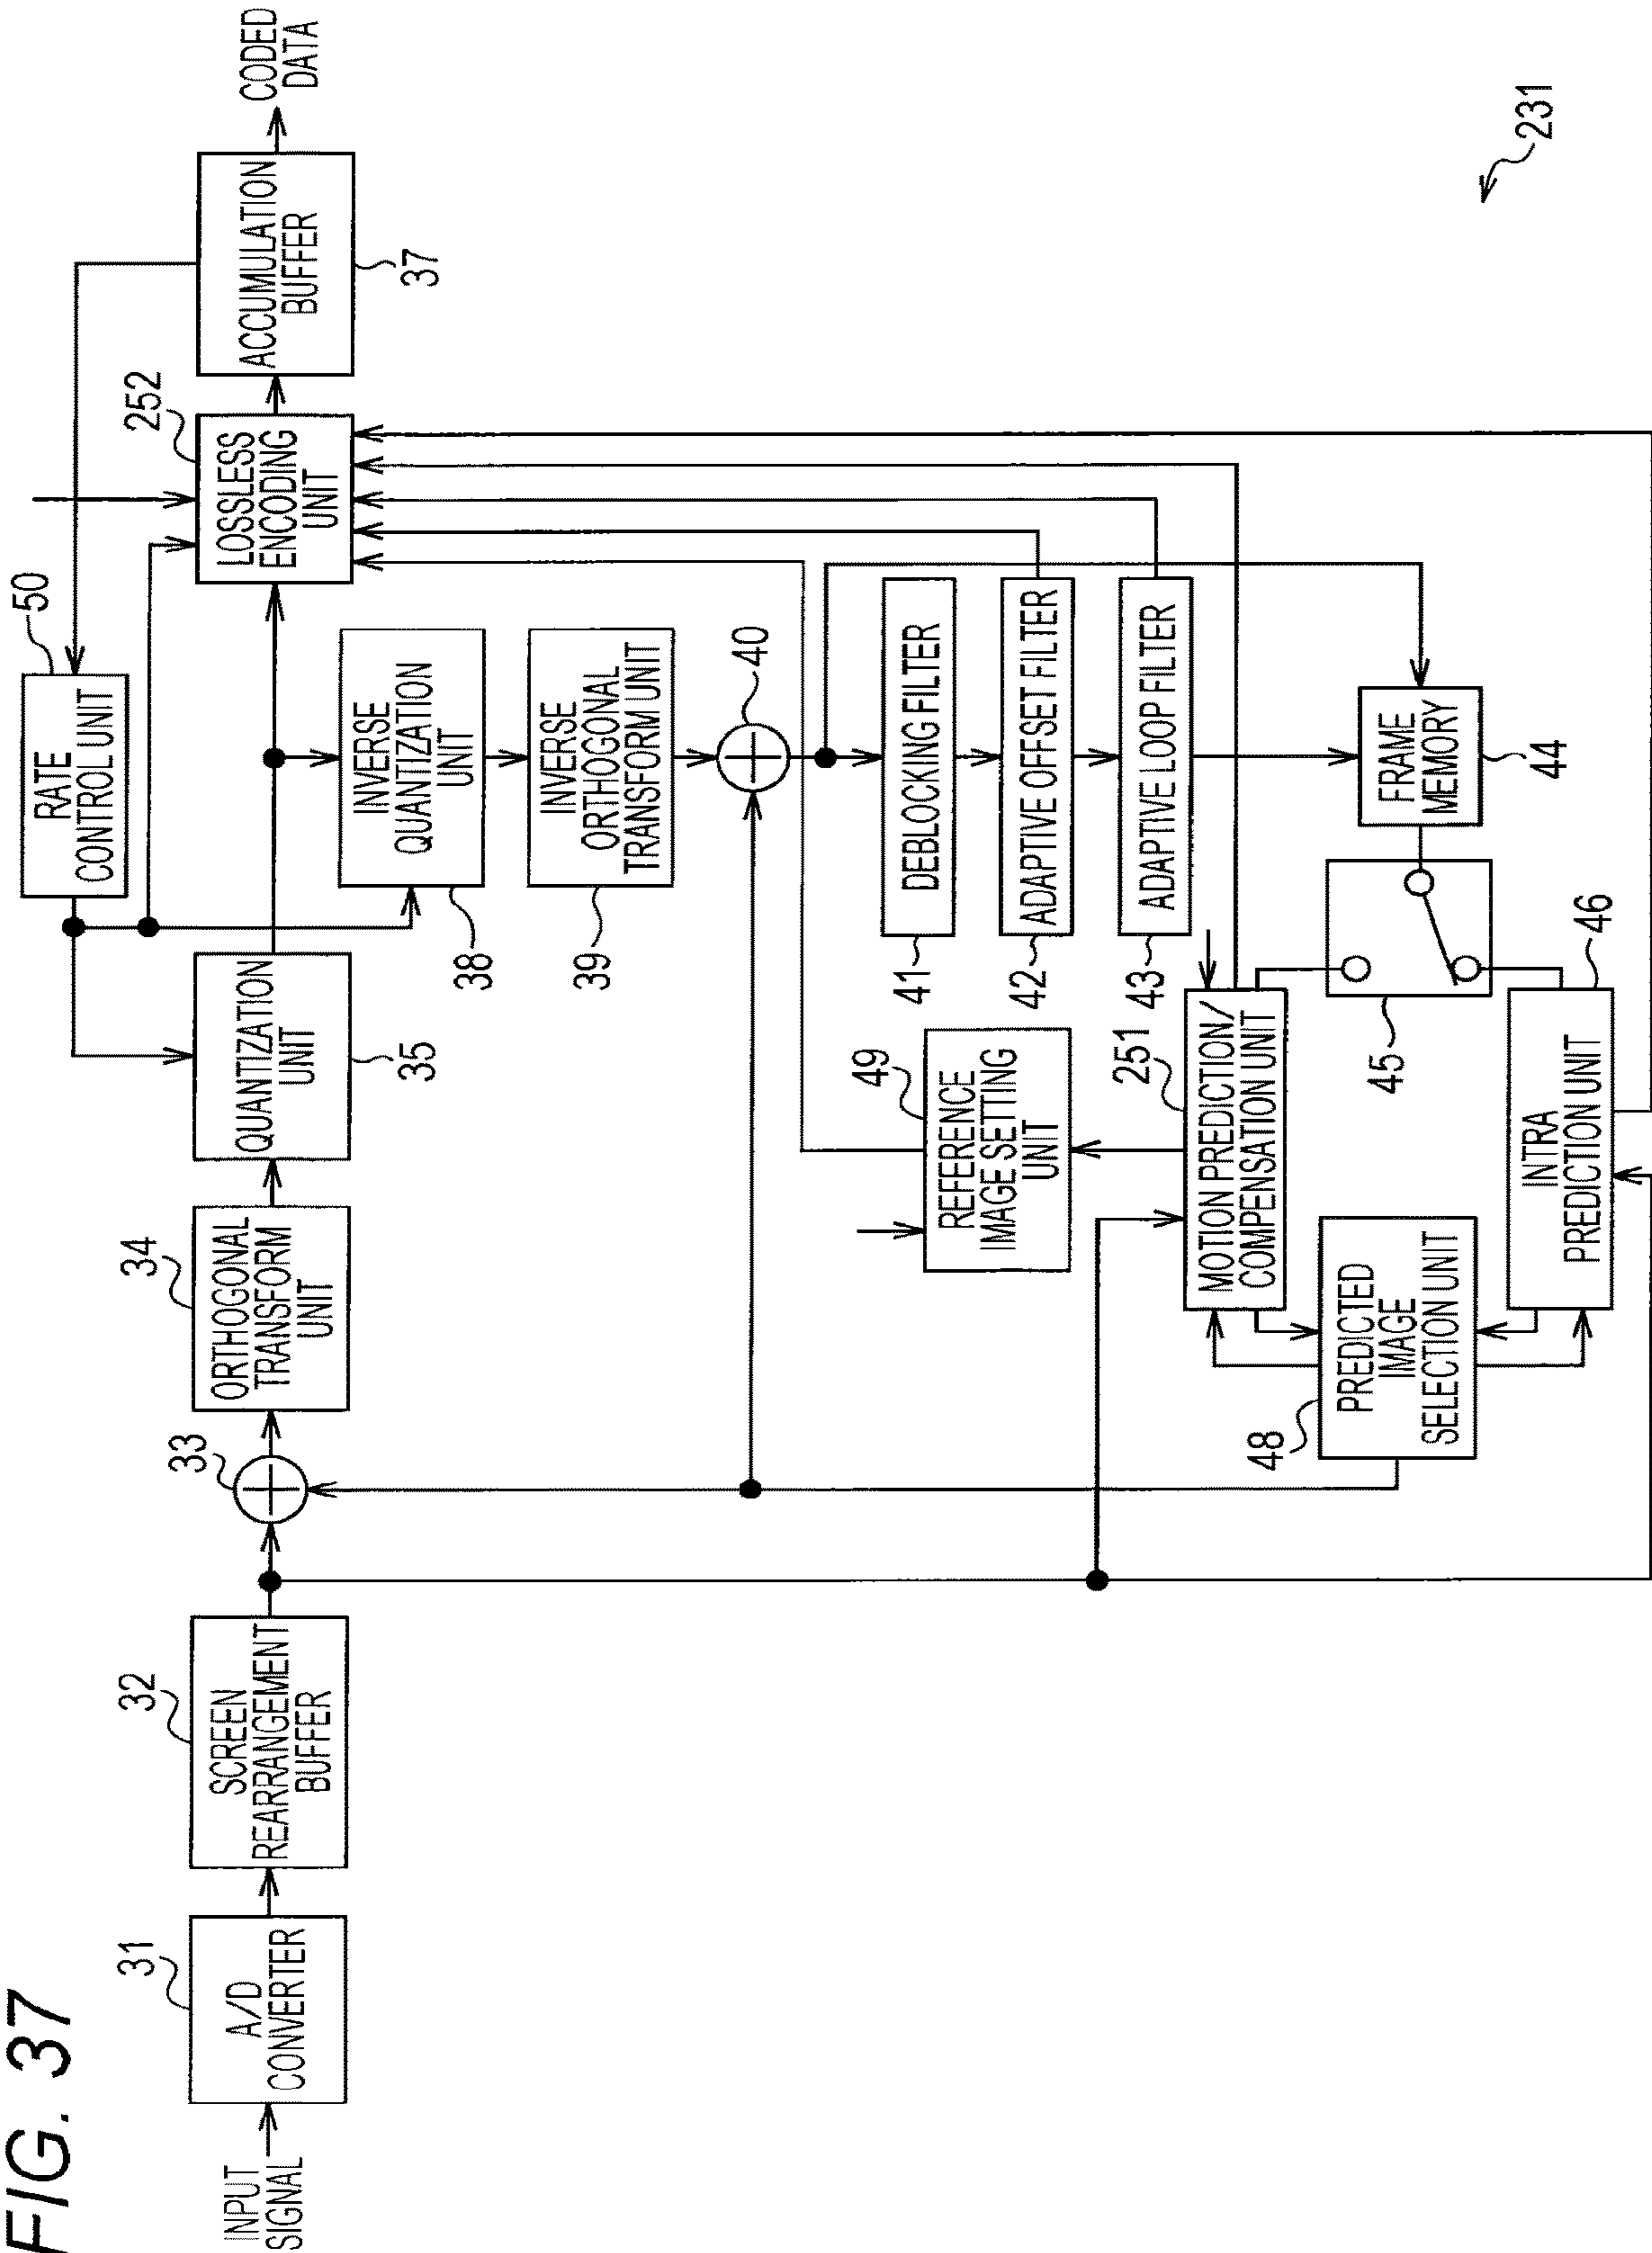 FIG. 37
231
INPUT
SIGNAL
31
A/D
CONVERTER
32
SCREEN
REARRANGEMENT
BUFFER
33
34
ORTHOGONAL
TRANSFORM
UNIT
35
QUANTIZATION
UNIT
50
RATE
CONTROL UNIT
252
LOSSLESS
ENCODING
UNIT
37
ACCUMULATION
BUFFER
CODED
DATA
38
INVERSE
QUANTIZATION
UNIT
39
INVERSE
ORTHOGONAL
TRANSFORM UNIT
40
41
DEBLOCKING FILTER
42
ADAPTIVE OFFSET FILTER
43
ADAPTIVE LOOP FILTER
44
FRAME
MEMORY
45
49
REFERENCE
IMAGE SETTING
UNIT
251
MOTION PREDICTION/
COMPENSATION UNIT
48
PREDICTED
IMAGE
SELECTION UNIT
46
INTRA
PREDICTION UNIT